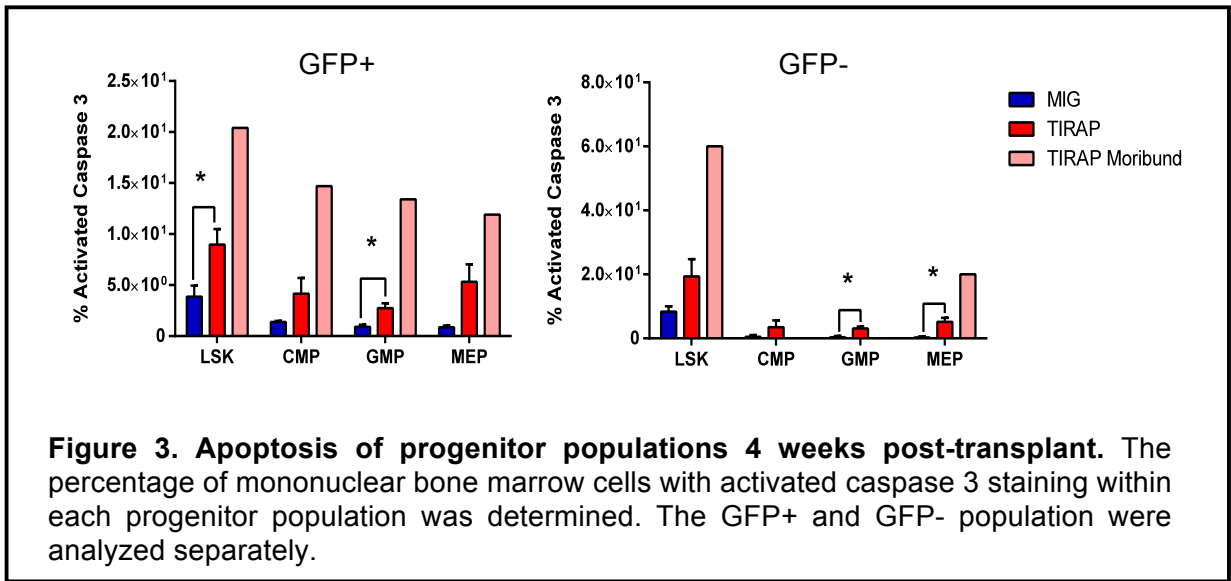 GFP+
% Activated Caspase 3
2.5×10¹
2.0×10¹
1.5×10¹
1.0×10¹
5.0×10⁰
0
*
*
LSK CMP GMP MEP
GFP-
% Activated Caspase 3
8.0×10¹
6.0×10¹
4.0×10¹
2.0×10¹
0
*
*
LSK CMP GMP MEP
MIG
TIRAP
TIRAP Moribund
Figure 3. Apoptosis of progenitor populations 4 weeks post-transplant. The
percentage of mononuclear bone marrow cells with activated caspase 3 staining within
each progenitor population was determined. The GFP+ and GFP- population were
analyzed separately.